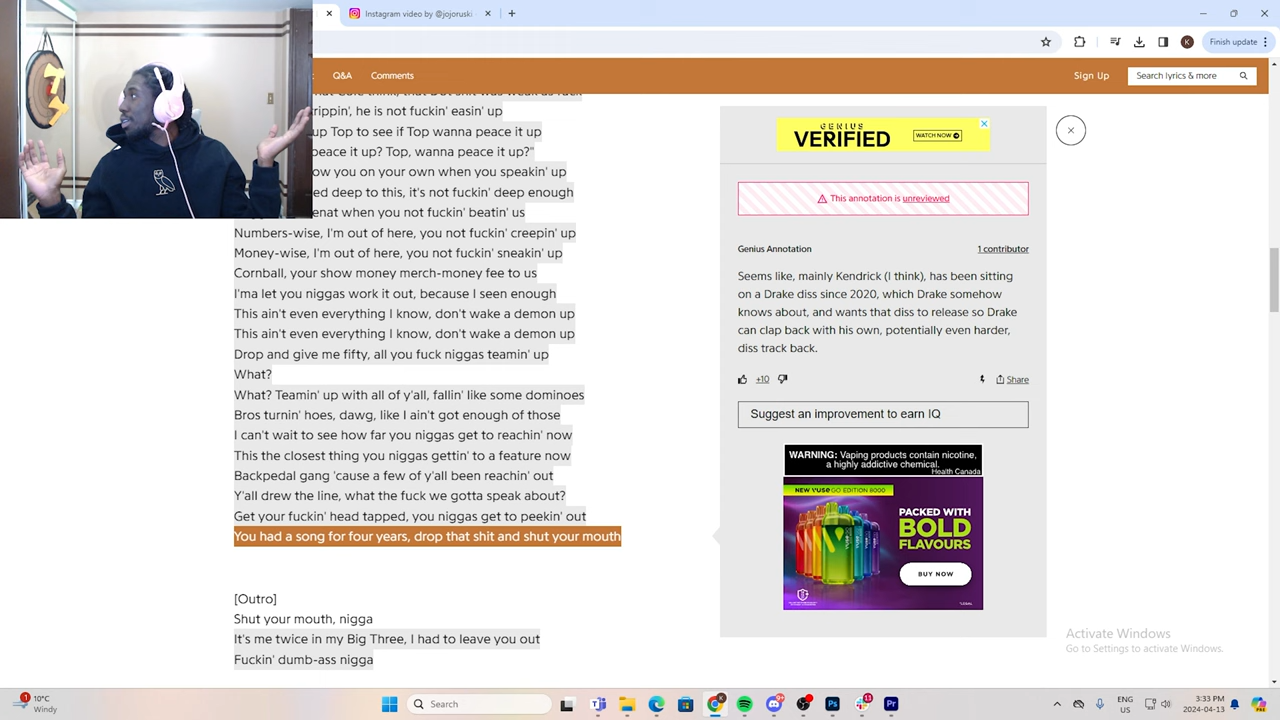 Instagram video by @jojoruski
Finish update
Q&A
Comments
Sign Up
Search lyrics & more
rippin', he is not fuckin' easin' up
up Top to see if Top wanna peace it up
peace it up? Top, wanna peace it up?"
ow you on your own when you speakin' up
ed deep to this, it's not fuckin' deep enough
enat when you not fuckin' beatin' us
Numbers-wise, I'm out of here, you not fuckin' creepin' up
Money-wise, I'm out of here, you not fuckin' sneakin' up
Cornball, your show money merch-money fee to us
I'ma let you niggas work it out, because I seen enough
This ain't even everything I know, don't wake a demon up
This ain't even everything I know, don't wake a demon up
Drop and give me fifty, all you fuck niggas teamin' up
What?
What? Teamin' up with all of y'all, fallin' like some dominoes
Bros turnin' hoes, dawg, like I ain't got enough of those
I can't wait to see how far you niggas get to reachin' now
This the closest thing you niggas gettin' to a feature now
Backpedal gang 'cause a few of y'all been reachin' out
Y'all drew the line, what the fuck we gotta speak about?
Get your fuckin' head tapped, you niggas get to peekin' out
You had a song for four years, drop that shit and shut your mouth
[Outro]
Shut your mouth, nigga
It's me twice in my Big Three, I had to leave you out
Fuckin' dumb-ass nigga
GENIUS
VERIFIED
WATCH NOW
This annotation is unreviewed
Genius Annotation
1 contributor
Seems like, mainly Kendrick (I think), has been sitting
on a Drake diss since 2020, which Drake somehow
knows about, and wants that diss to release so Drake
can clap back with his own, potentially even harder,
diss track back.
+10
Share
Suggest an improvement to earn IQ
WARNING: Vaping products contain nicotine,
a highly addictive chemical.
Health Canada
NEW VUSE GO EDITION 8000
PACKED WITH
BOLD
FLAVOURS
BUY NOW
Activate Windows
Go to Settings to activate Windows.
1
10°C
Windy
Search
ENG
US
3:33 PM
2024-04-13